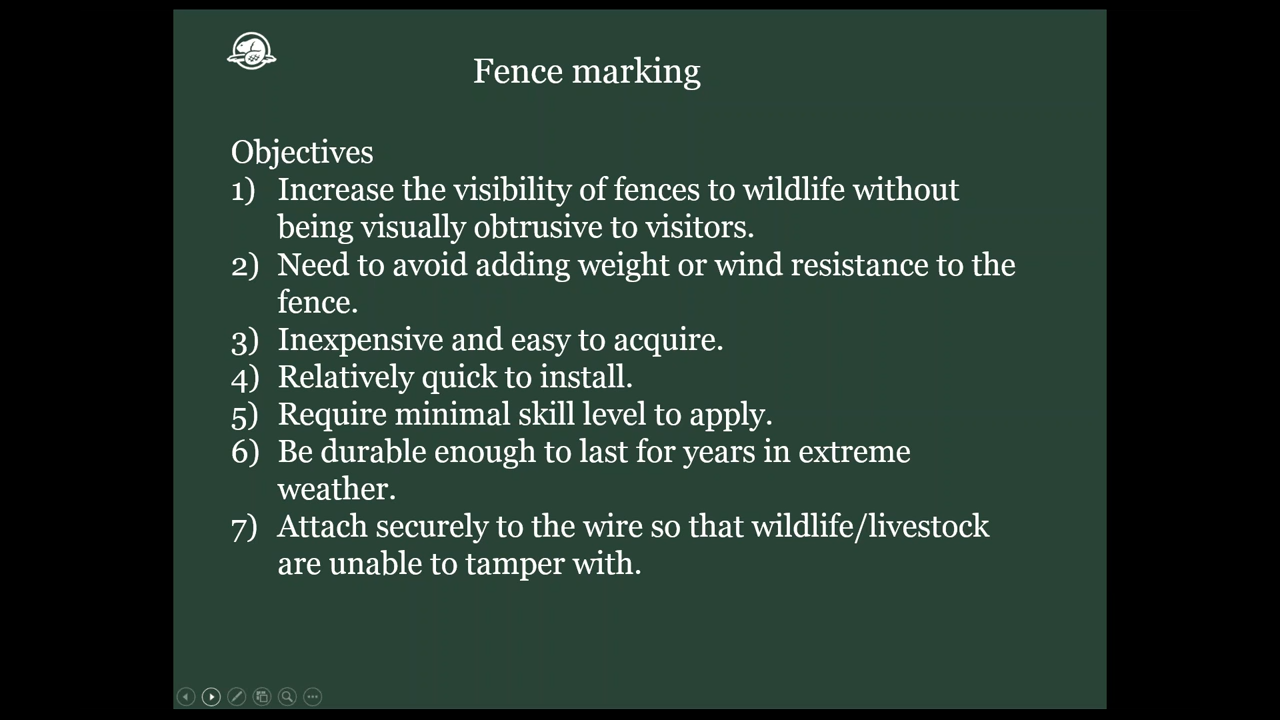 Fence marking
Objectives
1) Increase the visibility of fences to wildlife without
being visually obtrusive to visitors.
2) Need to avoid adding weight or wind resistance to the
fence.
3) Inexpensive and easy to acquire.
4) Relatively quick to install.
5) Require minimal skill level to apply.
6) Be durable enough to last for years in extreme
weather.
7) Attach securely to the wire so that wildlife/livestock
are unable to tamper with.